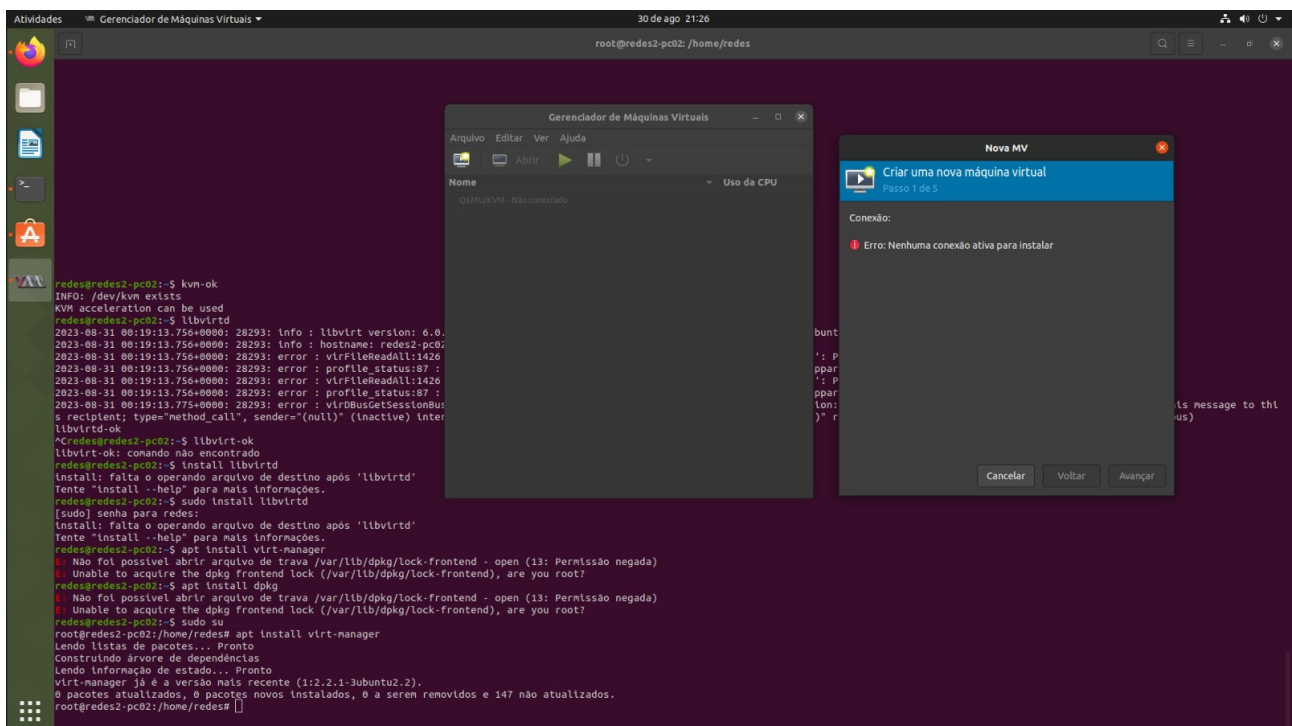 Atividades
Gerenciador de Máquinas Virtuais
30 de ago 21:26
root@redes2-pc02: /home/redes
Gerenciador de Máquinas Virtuais
Arquivo Editar Ver Ajuda
Abrir
Nome
Uso da CPU
QEMU/KVM - Não conectado
Nova MV
Criar uma nova máquina virtual
Passo 1 de 5
Conexão:
Erro: Nenhuma conexão ativa para instalar
Cancelar
Voltar
Avançar
redes@redes2-pc02:~$ kvm-ok
INFO: /dev/kvm exists
KVM acceleration can be used
redes@redes2-pc02:~$ libvirtd
2023-08-31 00:19:13.756+0000: 28293: info : libvirt version: 6.0. bunt
2023-08-31 00:19:13.756+0000: 28293: info : hostname: redes2-pc02
2023-08-31 00:19:13.756+0000: 28293: error : virFileReadAll:1426 ': P
2023-08-31 00:19:13.756+0000: 28293: error : profile_status:87 : ppar
2023-08-31 00:19:13.756+0000: 28293: error : virFileReadAll:1426 ': P
2023-08-31 00:19:13.756+0000: 28293: error : profile_status:87 : ppar
2023-08-31 00:19:13.775+0000: 28293: error : virDBusGetSessionBus ion: is message to thi
s recipient; type="method_call", sender="(null)" (inactive) inter )" r us)
libvirtd-ok
^Credes@redes2-pc02:~$ libvirt-ok
libvirt-ok: comando não encontrado
redes@redes2-pc02:~$ install libvirtd
install: falta o operando arquivo de destino após 'libvirtd'
Tente "install --help" para mais informações.
redes@redes2-pc02:~$ sudo install libvirtd
[sudo] senha para redes:
install: falta o operando arquivo de destino após 'libvirtd'
Tente "install --help" para mais informações.
redes@redes2-pc02:~$ apt install virt-manager
E: Não foi possível abrir arquivo de trava /var/lib/dpkg/lock-frontend - open (13: Permissão negada)
E: Unable to acquire the dpkg frontend lock (/var/lib/dpkg/lock-frontend), are you root?
redes@redes2-pc02:~$ apt install dpkg
E: Não foi possível abrir arquivo de trava /var/lib/dpkg/lock-frontend - open (13: Permissão negada)
E: Unable to acquire the dpkg frontend lock (/var/lib/dpkg/lock-frontend), are you root?
redes@redes2-pc02:~$ sudo su
root@redes2-pc02:/home/redes# apt install virt-manager
Lendo listas de pacotes... Pronto
Construindo árvore de dependências
Lendo informação de estado... Pronto
virt-manager já é a versão mais recente (1:2.2.1-3ubuntu2.2).
0 pacotes atualizados, 0 pacotes novos instalados, 0 a serem removidos e 147 não atualizados.
root@redes2-pc02:/home/redes#